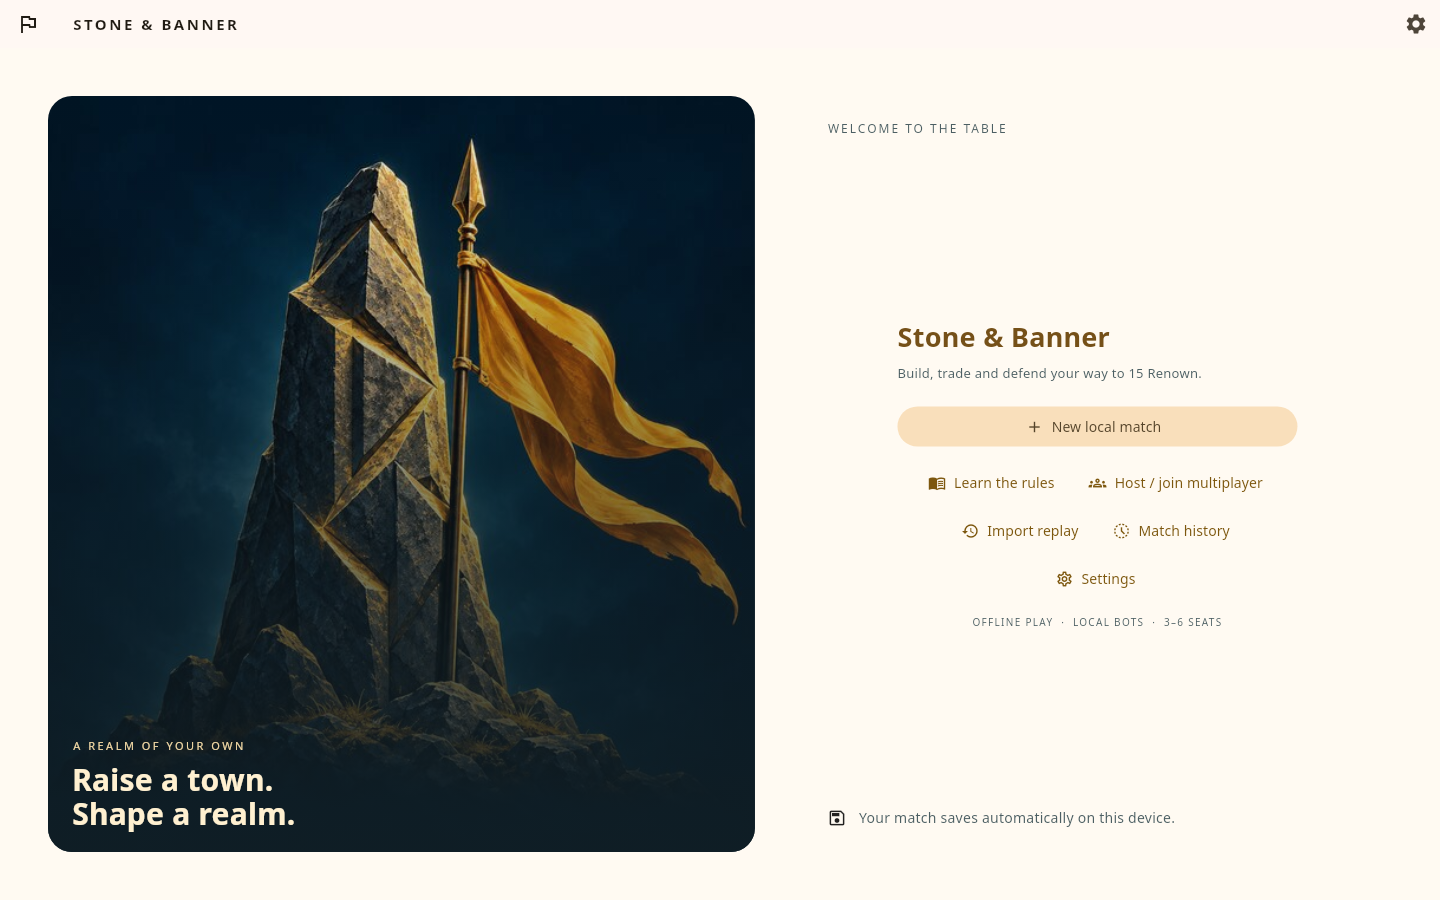 STONE & BANNER
WELCOME TO THE TABLE
Stone & Banner
Build, trade and defend your way to 15 Renown.
New local match
Learn the rules
Host / join multiplayer
Import replay
Match history
Settings
OFFLINE PLAY · LOCAL BOTS · 3–6 SEATS
A REALM OF YOUR OWN
Raise a town.
Shape a realm.
Your match saves automatically on this device.